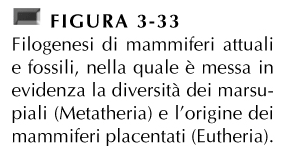 FIGURA 3-33
Filogenesi di mammiferi attuali
e fossili, nella quale è messa in
evidenza la diversità dei marsu-
piali (Metatheria) e l'origine dei
mammiferi placentati (Eutheria).